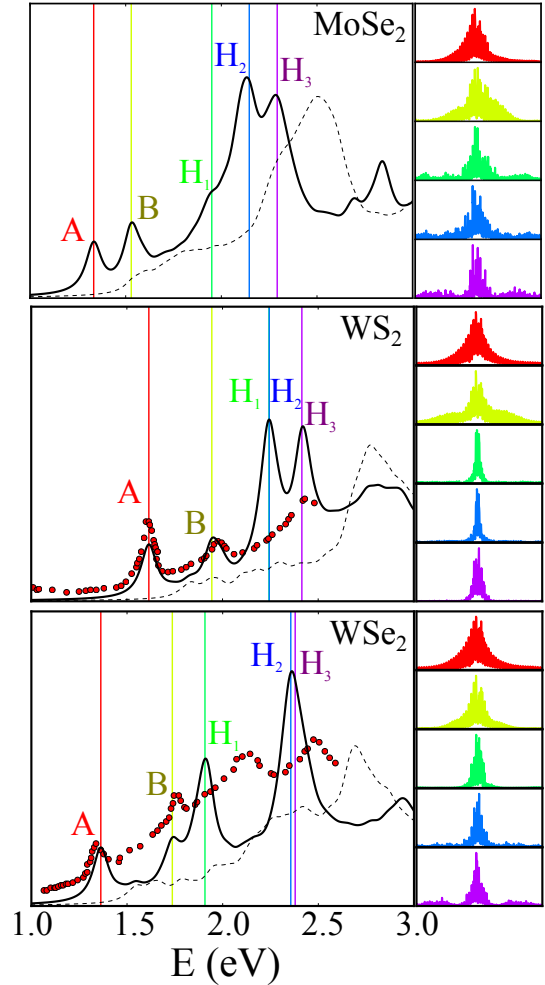 MoSe₂
H₂
H₃
H₁
B
A
WS₂
H₁ H₂
H₃
A
B
WSe₂
H₂
H₃
H₁
B
A
1.0 1.5 2.0 2.5 3.0
E (eV)